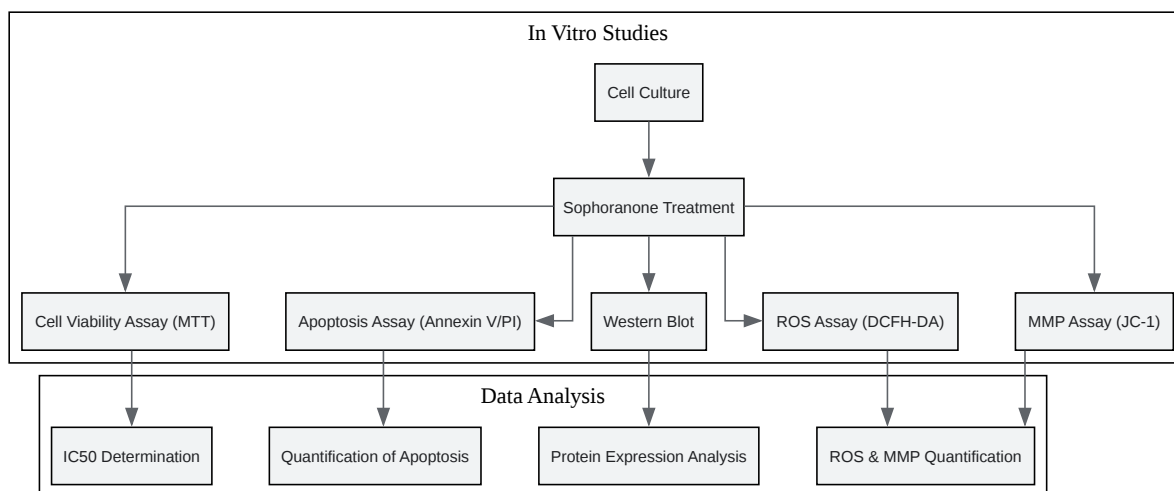 In Vitro Studies
Cell Culture
Sophoranone Treatment
Cell Viability Assay (MTT)
Apoptosis Assay (Annexin V/PI)
Western Blot
ROS Assay (DCFH-DA)
MMP Assay (JC-1)
Data Analysis
IC50 Determination
Quantification of Apoptosis
Protein Expression Analysis
ROS & MMP Quantification